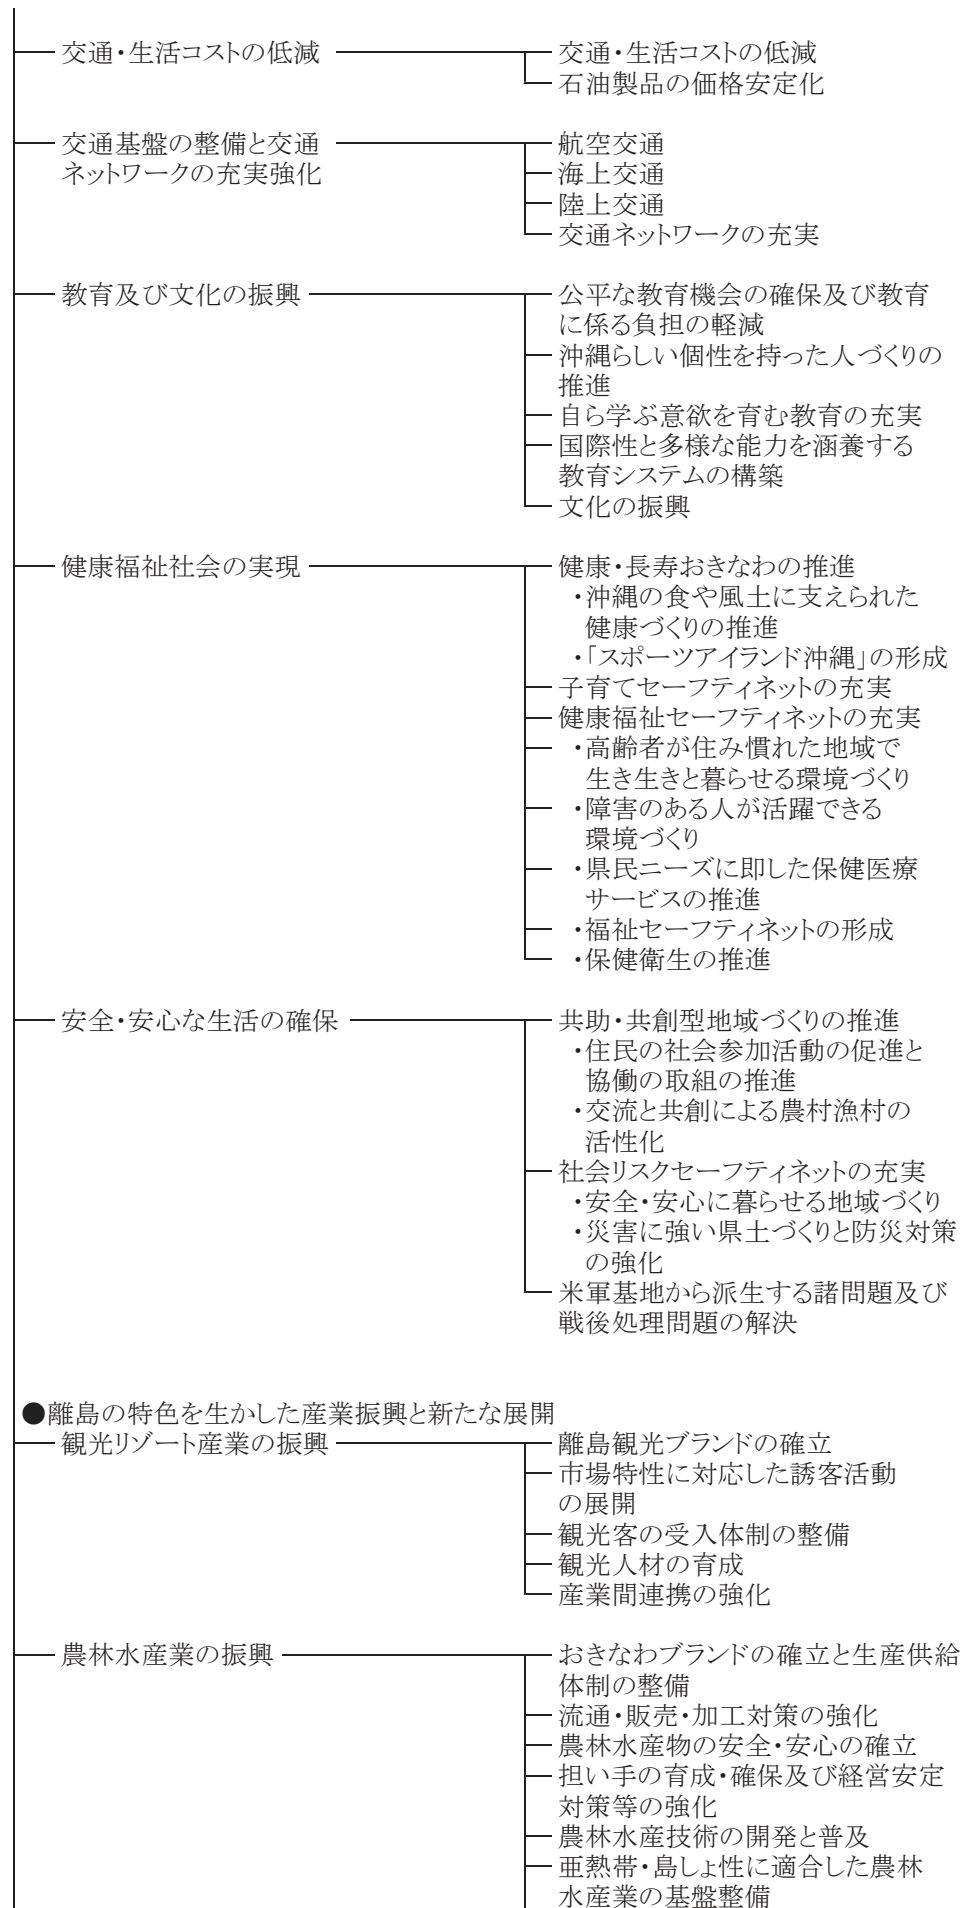 交通・生活コストの低減
交通・生活コストの低減
石油製品の価格安定化
交通基盤の整備と交通
ネットワークの充実強化
航空交通
海上交通
陸上交通
交通ネットワークの充実
教育及び文化の振興
公平な教育機会の確保及び教育
に係る負担の軽減
沖縄らしい個性を持った人づくりの
推進
自ら学ぶ意欲を育む教育の充実
国際性と多様な能力を涵養する
教育システムの構築
文化の振興
健康福祉社会の実現
健康・長寿おきなわの推進
・沖縄の食や風土に支えられた
健康づくりの推進
・「スポーツアイランド沖縄」の形成
子育てセーフティネットの充実
健康福祉セーフティネットの充実
・高齢者が住み慣れた地域で
生き生きと暮らせる環境づくり
・障害のある人が活躍できる
環境づくり
・県民ニーズに即した保健医療
サービスの推進
・福祉セーフティネットの形成
・保健衛生の推進
安全・安心な生活の確保
共助・共創型地域づくりの推進
・住民の社会参加活動の促進と
協働の取組の推進
・交流と共創による農村漁村の
活性化
社会リスクセーフティネットの充実
・安全・安心に暮らせる地域づくり
・災害に強い県土づくりと防災対策
の強化
米軍基地から派生する諸問題及び
戦後処理問題の解決
●離島の特色を生かした産業振興と新たな展開
観光リゾート産業の振興
離島観光ブランドの確立
市場特性に対応した誘客活動
の展開
観光客の受入体制の整備
観光人材の育成
産業間連携の強化
農林水産業の振興
おきなわブランドの確立と生産供給
体制の整備
流通・販売・加工対策の強化
農林水産物の安全・安心の確立
担い手の育成・確保及び経営安定
対策等の強化
農林水産技術の開発と普及
亜熱帯・島しょ性に適合した農林
水産業の基盤整備